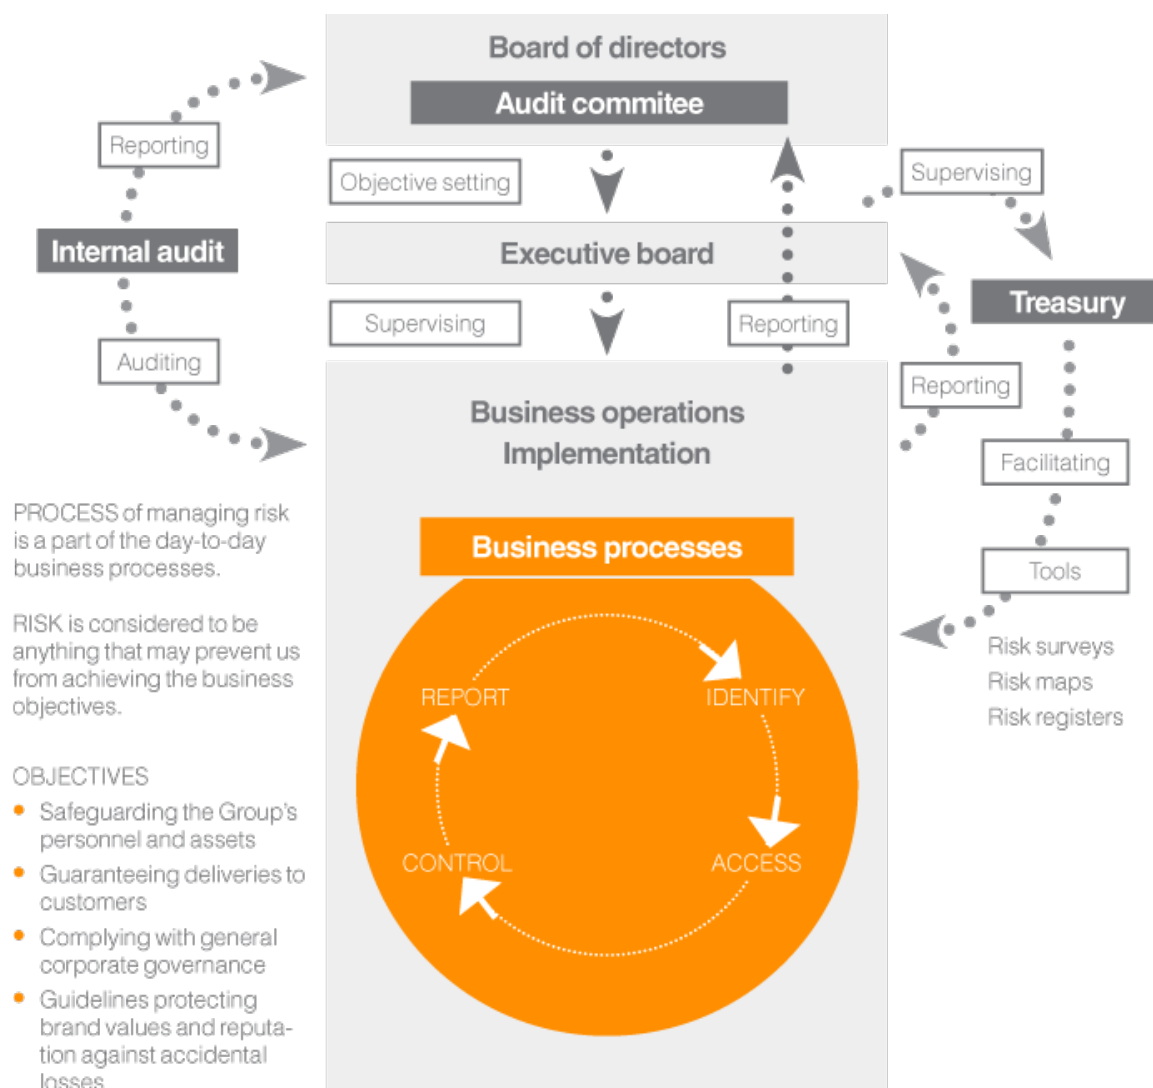 Board of directors
Audit commitee
Reporting
Objective setting
Supervising
Internal audit
Executive board
Treasury
Supervising
Reporting
Auditing
Reporting
Business operations
Implementation
Facilitating
Tools
Risk surveys
Risk maps
Risk registers
PROCESS of managing risk
is a part of the day-to-day
business processes.
RISK is considered to be
anything that may prevent us
from achieving the business
objectives.
OBJECTIVES
Safeguarding the Group's
personnel and assets
Guaranteeing deliveries to
customers
Complying with general
corporate governance
Guidelines protecting
brand values and reputa-
tion against accidental
losses
Business processes
REPORT
IDENTIFY
CONTROL
ACCESS